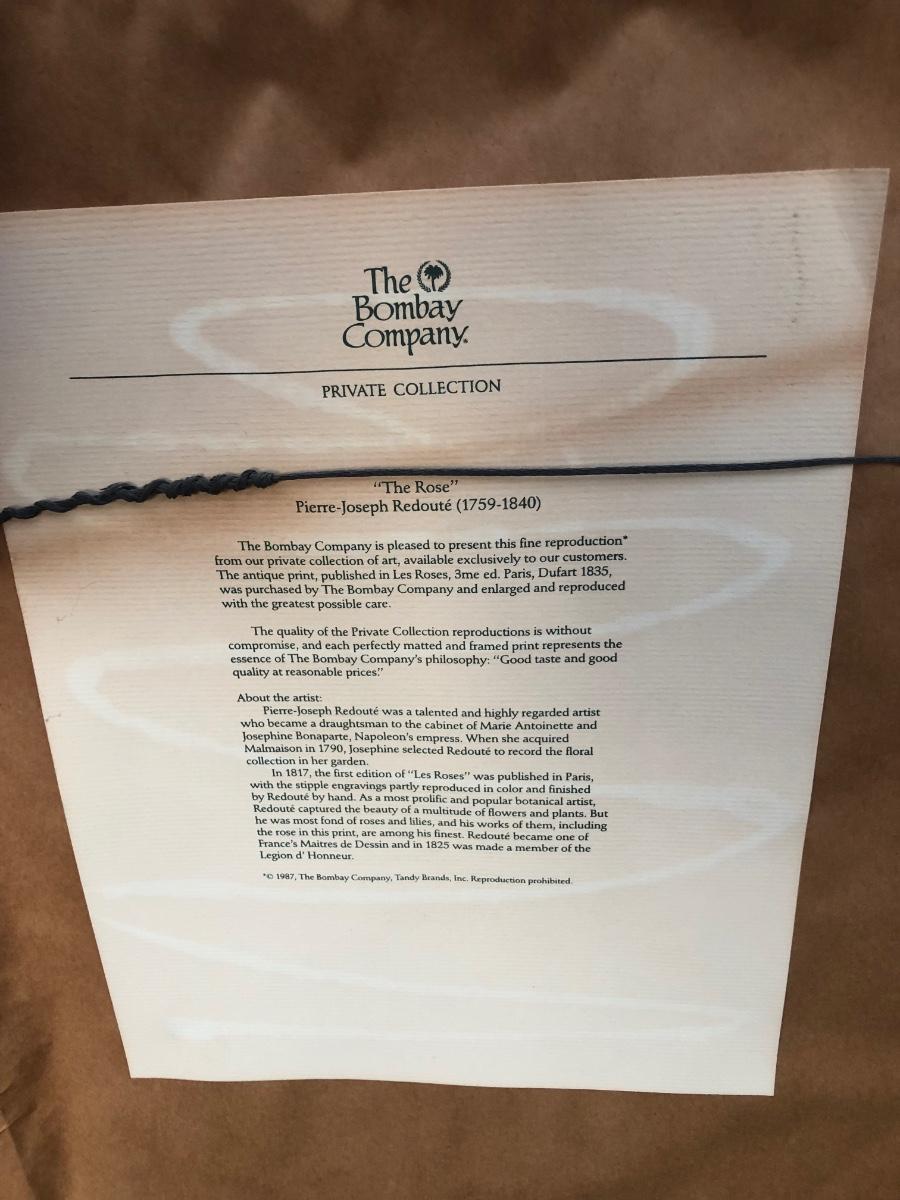 The
Bombay
Company®
PRIVATE COLLECTION
“The Rose”
Pierre-Joseph Redouté (1759-1840)
The Bombay Company is pleased to present this fine reproduction*
from our private collection of art, available exclusively to our customers.
The antique print, published in Les Roses, 3me ed. Paris, Dufart 1835,
was purchased by The Bombay Company and enlarged and reproduced
with the greatest possible care.
The quality of the Private Collection reproductions is without
compromise, and each perfectly matted and framed print represents the
essence of The Bombay Company's philosophy: “Good taste and good
quality at reasonable prices.”
About the artist:
Pierre-Joseph Redouté was a talented and highly regarded artist
who became a draughtsman to the cabinet of Marie Antoinette and
Josephine Bonaparte, Napoleon's empress. When she acquired
Malmaison in 1790, Josephine selected Redouté to record the floral
collection in her garden.
In 1817, the first edition of “Les Roses” was published in Paris,
with the stipple engravings partly reproduced in color and finished
by Redouté by hand. As a most prolific and popular botanical artist,
Redouté captured the beauty of a multitude of flowers and plants. But
he was most fond of roses and lilies, and his works of them, including
the rose in this print, are among his finest. Redouté became one of
France's Maitres de Dessin and in 1825 was made a member of the
Legion d' Honneur.
*© 1987, The Bombay Company, Tandy Brands, Inc. Reproduction prohibited.